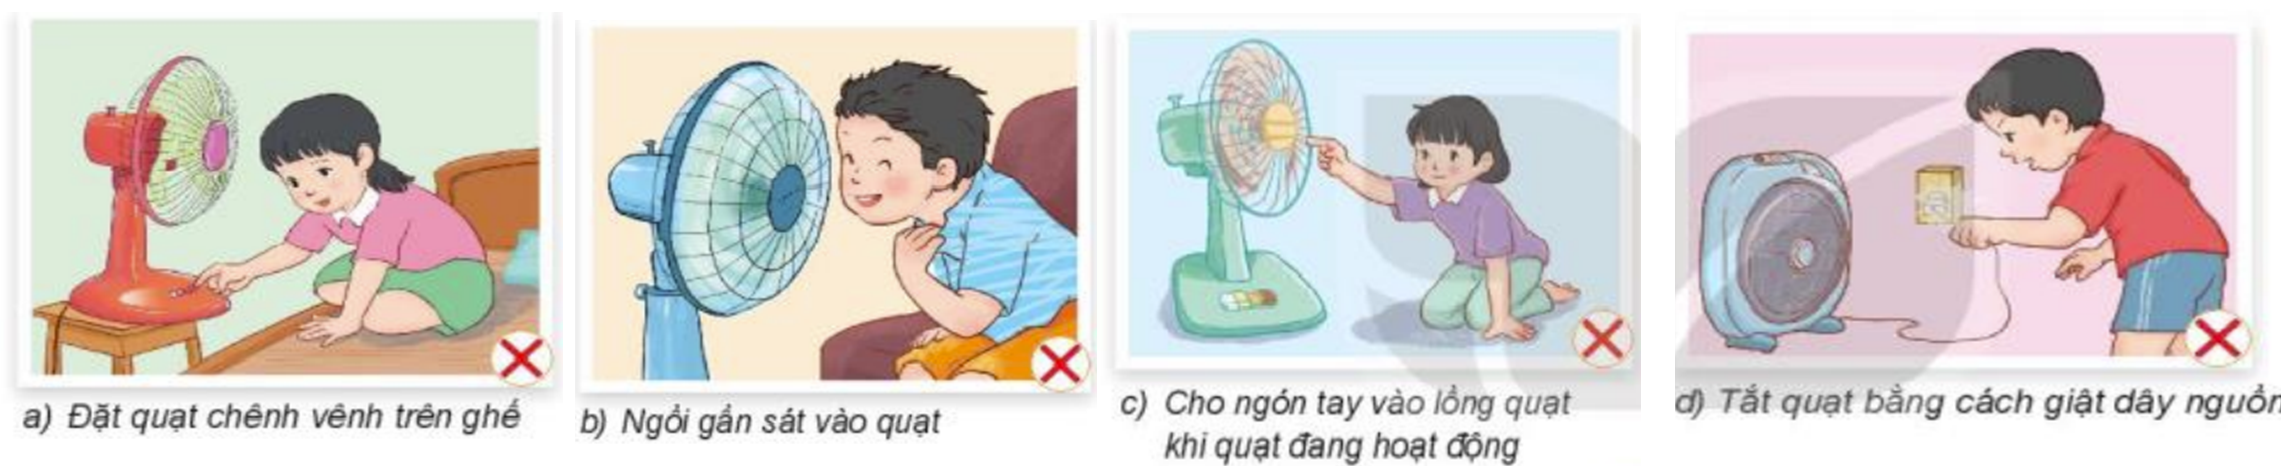 a) Đặt quạt chênh vênh trên ghế
b) Ngồi gần sát vào quạt
c) Cho ngón tay vào lồng quạt
khi quạt đang hoạt động
d) Tắt quạt bằng cách giật dây nguồn